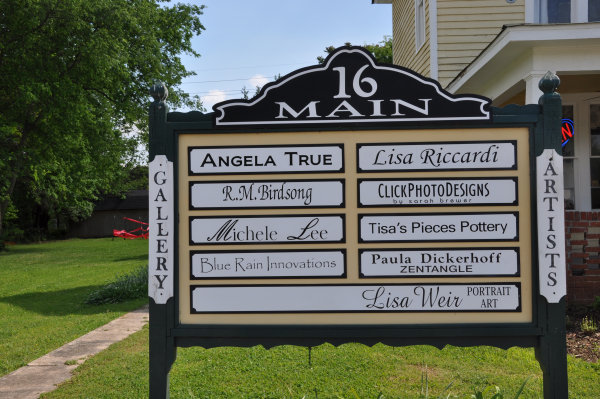 16
MAIN
GALLERY
ANGELA TRUE
Lisa Riccardi
R.M.Birdsong
CLICKPHOTODESIGNS
by sarah brewer
Michele Lee
Tisa's Pieces Pottery
Blue Rain Innovations
Paula Dickerhoff
ZENTANGLE
Lisa Weir PORTRAIT
ART
ARTISTS